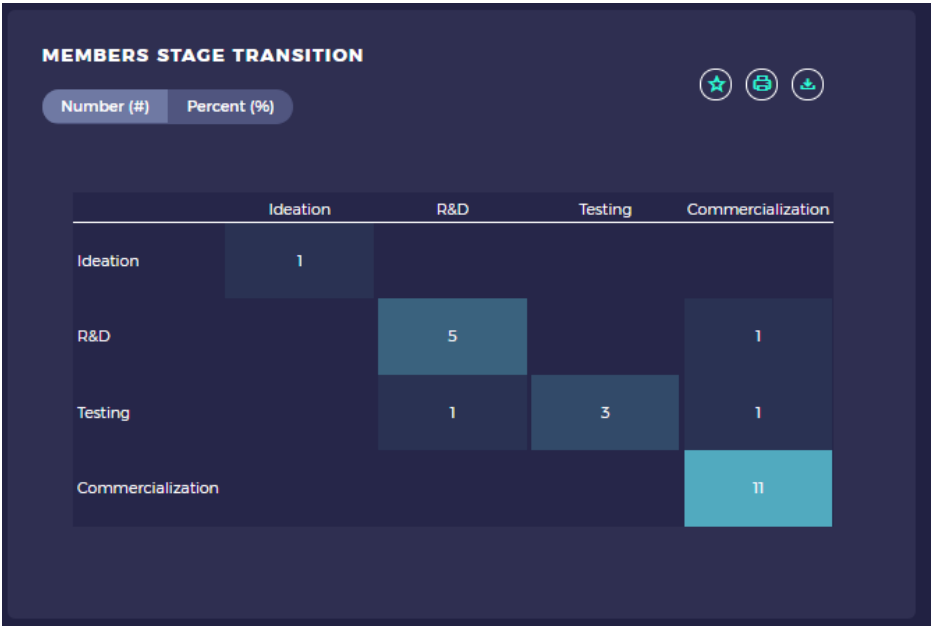 MEMBERS STAGE TRANSITION
Number (#) Percent (%)
Ideation R&D Testing Commercialization
Ideation 1
R&D 5 1
Testing 1 3 1
Commercialization 11